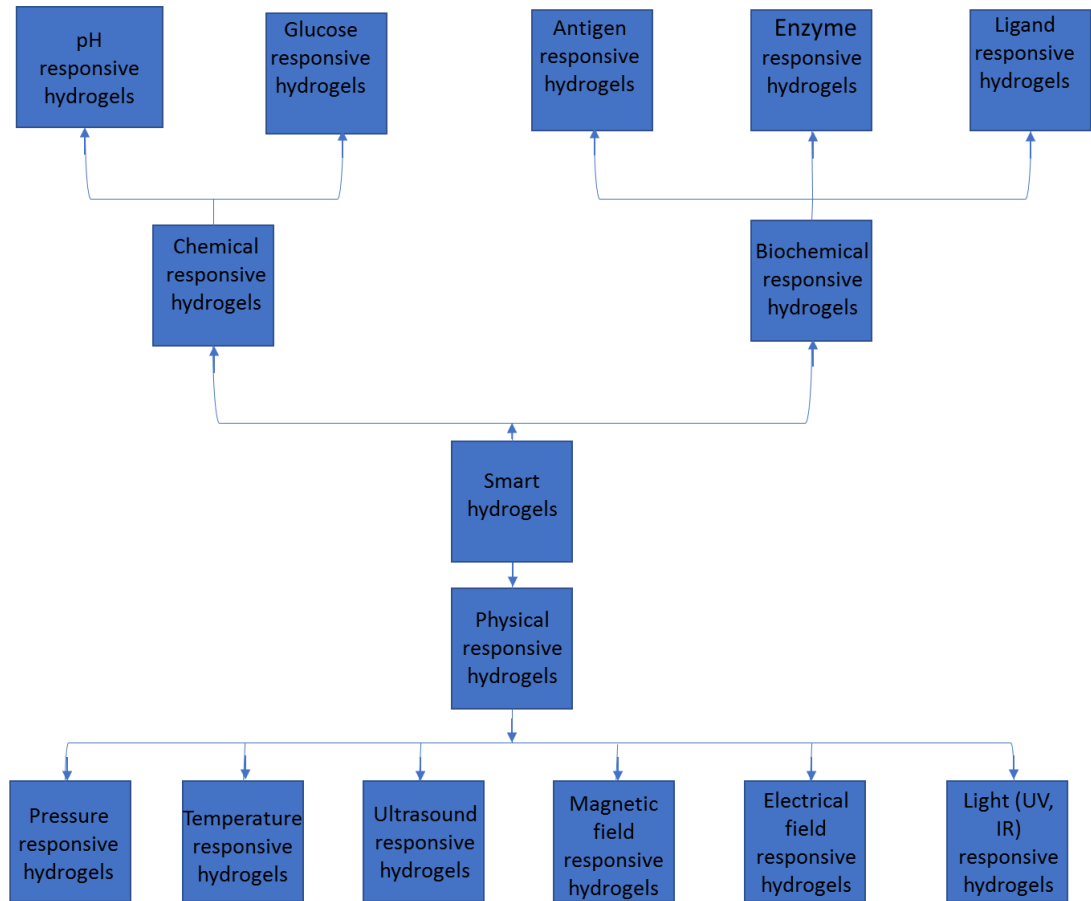 pH
responsive
hydrogels
Glucose
responsive
hydrogels
Antigen
responsive
hydrogels
Enzyme
responsive
hydrogels
Ligand
responsive
hydrogels
Chemical
responsive
hydrogels
Biochemical
responsive
hydrogels
Smart
hydrogels
Physical
responsive
hydrogels
Pressure
responsive
hydrogels
Temperature
responsive
hydrogels
Ultrasound
responsive
hydrogels
Magnetic
field
responsive
hydrogels
Electrical
field
responsive
hydrogels
Light (UV,
IR)
responsive
hydrogels